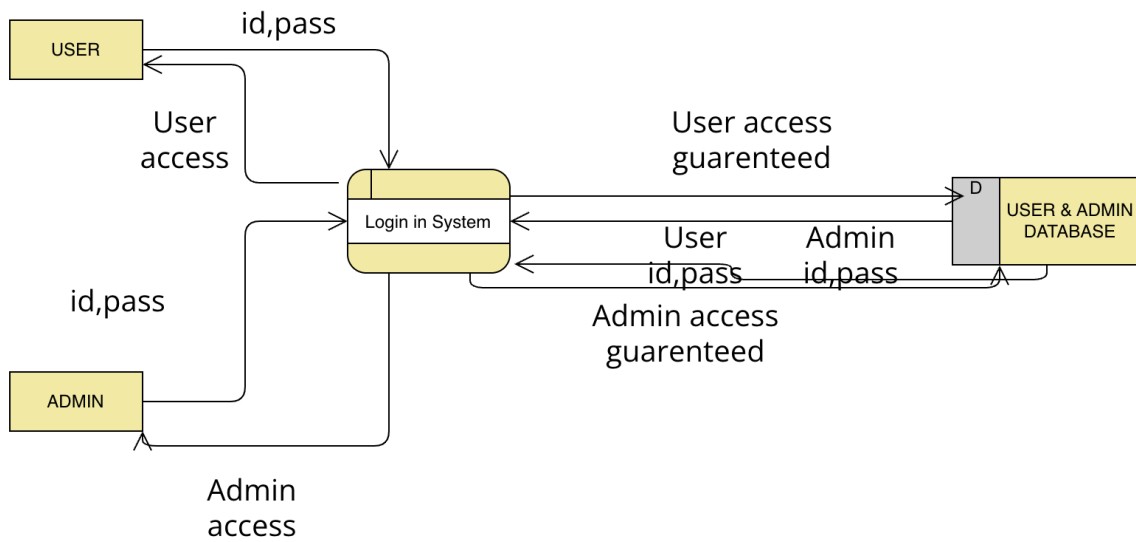 id,pass
USER
User
access
User access
guarenteed
D
Login in System
USER & ADMIN
DATABASE
User
id,pass
Admin
id,pass
id,pass
Admin access
guarenteed
ADMIN
Admin
access